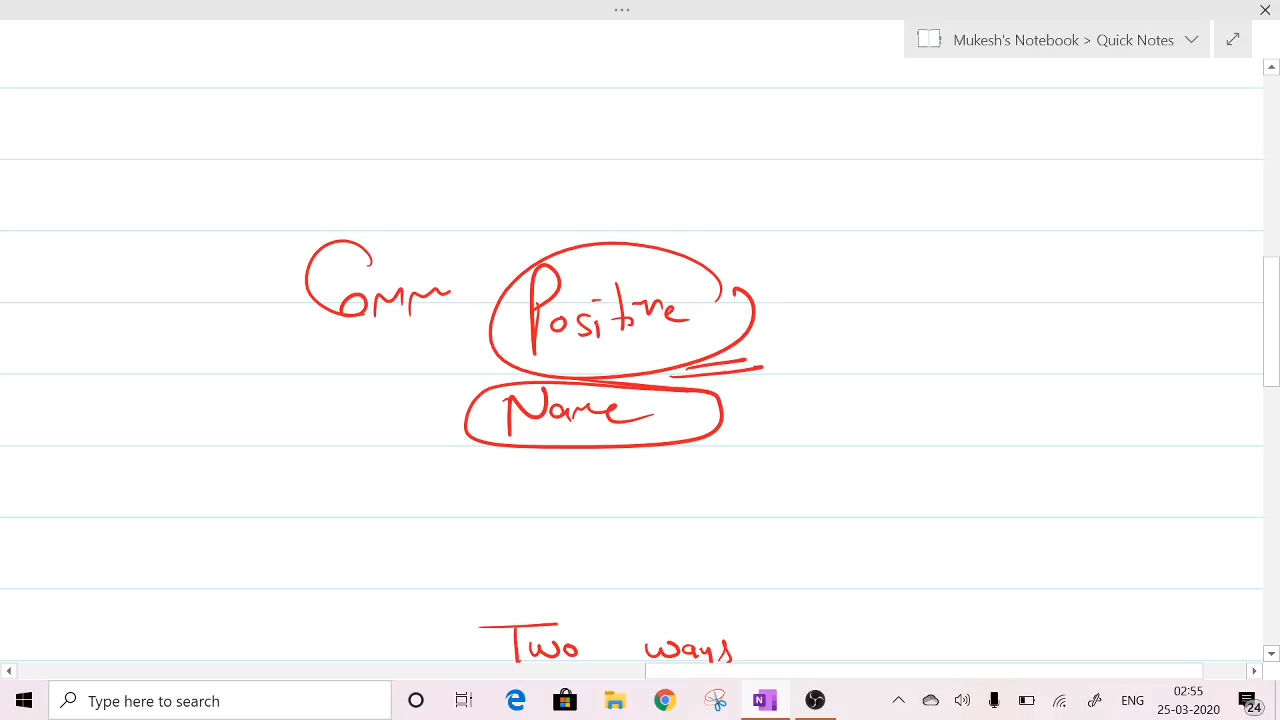 Mukesh's Notebook > Quick Notes
Comm Positive
Name
Two ways
Type here to search
ENG
02:55
25-03-2020
24